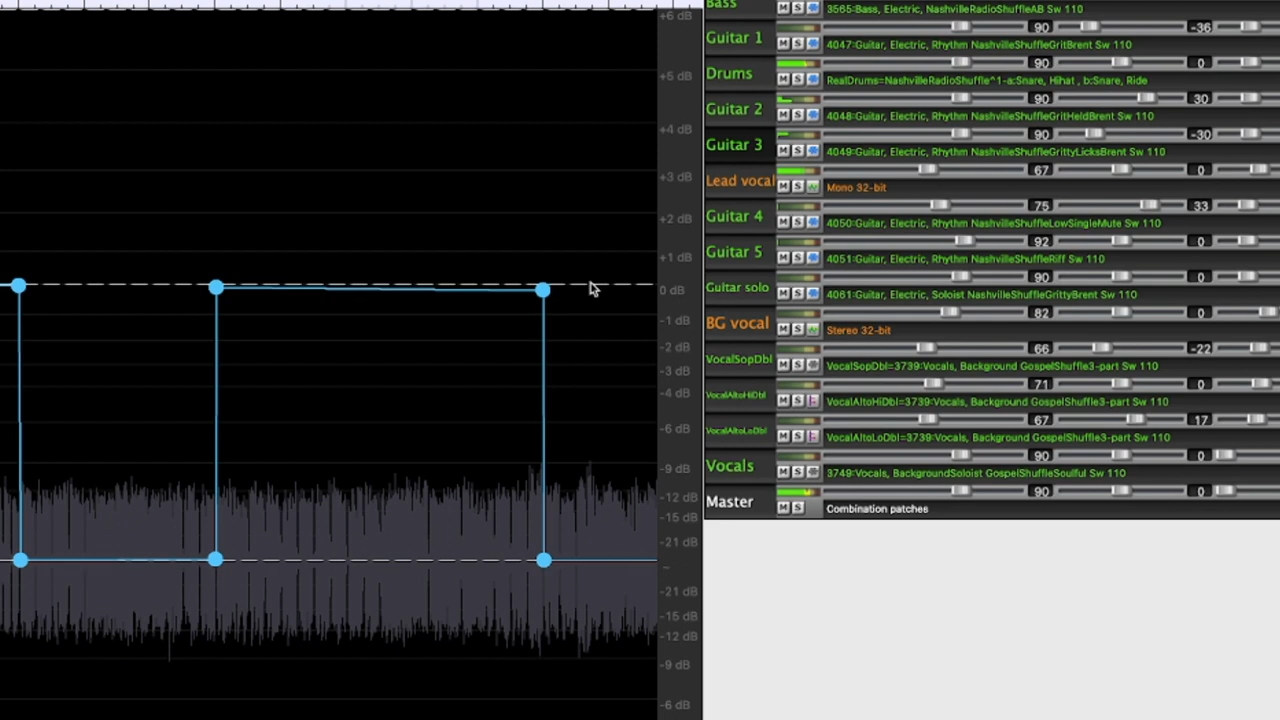 +6 dB
+5 dB
+4 dB
+3 dB
+2 dB
+1 dB
0 dB
-1 dB
-2 dB
-3 dB
-4 dB
-6 dB
-9 dB
-12 dB
-15 dB
-21 dB
-21 dB
-15 dB
-12 dB
-9 dB
-6 dB
Bass M S 3565:Bass, Electric, NashvilleRadioShuffleAB Sw 110
90 -36
Guitar 1 M S 4047:Guitar, Electric, Rhythm NashvilleShuffleGritBrent Sw 110
90 0
Drums M S RealDrums=NashvilleRadioShuffle^1-a:Snare, Hihat , b:Snare, Ride
90 30
Guitar 2 M S 4048:Guitar, Electric, Rhythm NashvilleShuffleGritHeldBrent Sw 110
90 -30
Guitar 3 M S 4049:Guitar, Electric, Rhythm NashvilleShuffleGrittyLicksBrent Sw 110
67 0
Lead vocal M S Mono 32-bit
75 33
Guitar 4 M S 4050:Guitar, Electric, Rhythm NashvilleShuffleLowSingleMute Sw 110
92 0
Guitar 5 M S 4051:Guitar, Electric, Rhythm NashvilleShuffleRiff Sw 110
90 0
Guitar solo M S 4061:Guitar, Electric, Soloist NashvilleShuffleGrittyBrent Sw 110
82 0
BG vocal M S Stereo 32-bit
66 -22
VocalSopDbl M S VocalSopDbl=3739:Vocals, Background GospelShuffle3-part Sw 110
71 0
VocalAltoHiDbl M S VocalAltoHiDbl=3739:Vocals, Background GospelShuffle3-part Sw 110
67 17
VocalAltoLoDbl M S VocalAltoLoDbl=3739:Vocals, Background GospelShuffle3-part Sw 110
90 0
Vocals M S 3749:Vocals, BackgroundSoloist GospelShuffleSoulful Sw 110
90 0
Master M S Combination patches